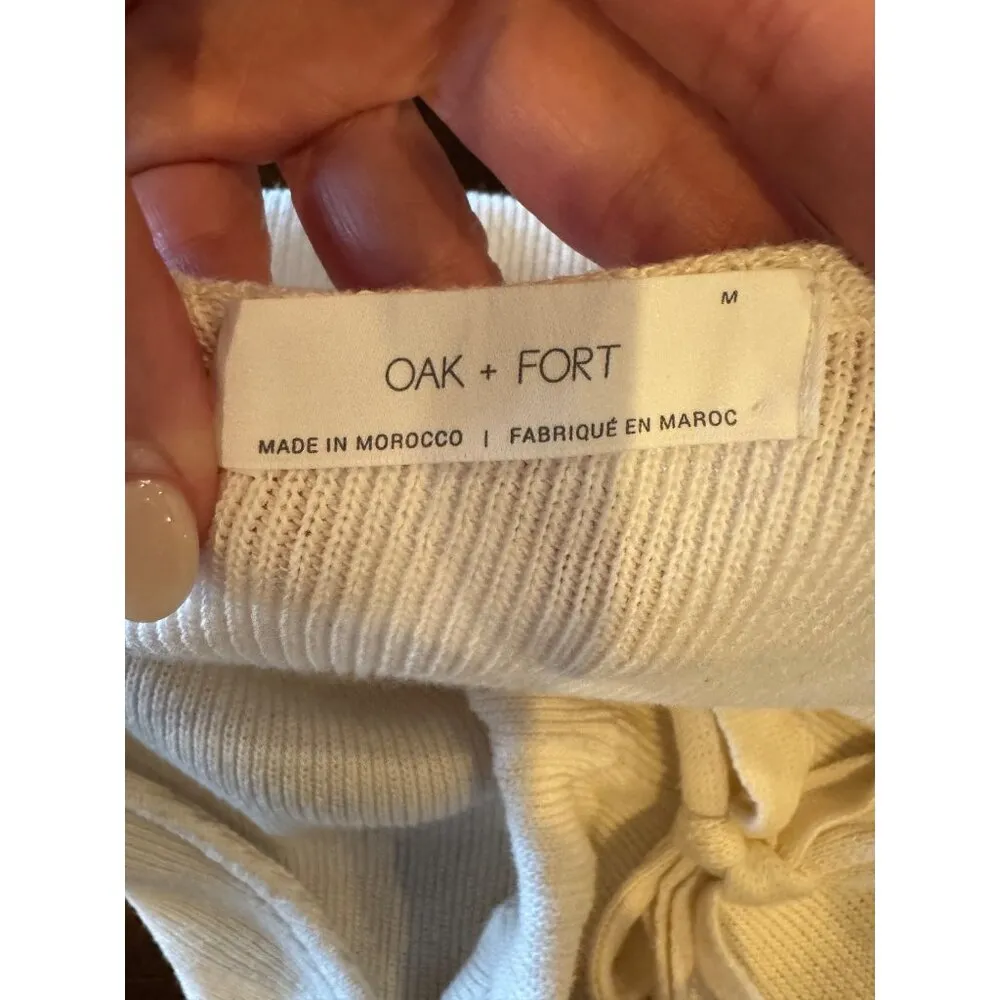 M
OAK + FORT
MADE IN MOROCCO | FABRIQUÉ EN MAROC